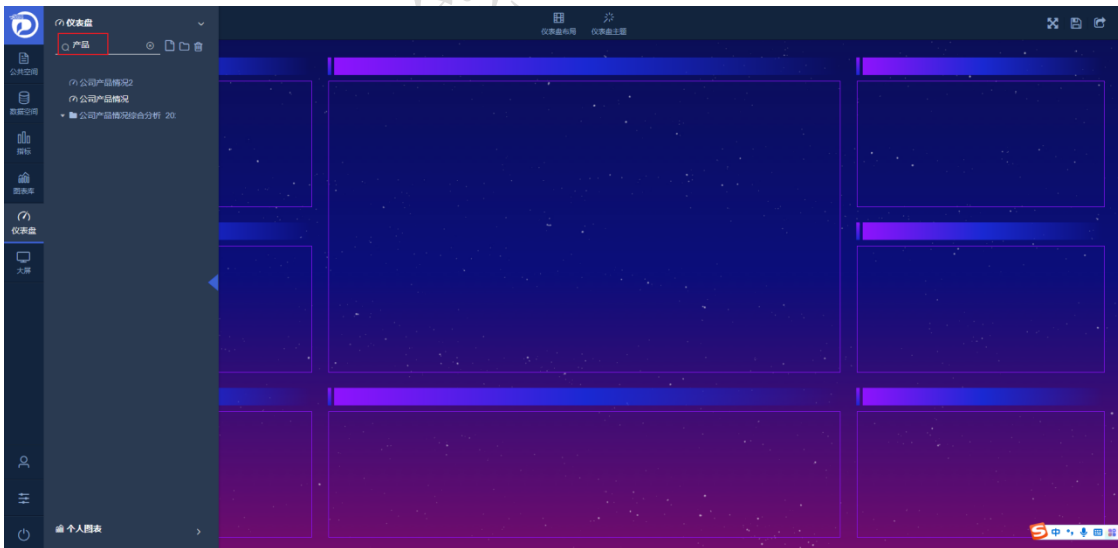 仪表盘
产品
公司产品情况2
公司产品情况
公司产品情况综合分析 20:
个人图表
公共空间
数据空间
指标
图表库
仪表盘
大屏
仪表盘布局
仪表盘主题
中